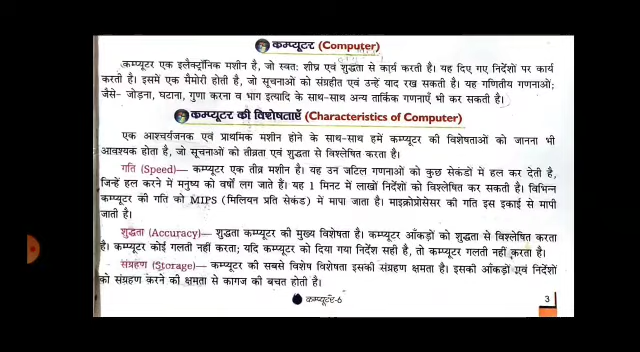 कम्प्यूटर (Computer)
कम्प्यूटर एक इलैक्ट्रॉनिक मशीन है, जो स्वतः शीघ्र एवं शुद्धता से कार्य करती है। यह दिए गए निर्देशों पर कार्य
करती है। इसमें एक मैमोरी होती है, जो सूचनाओं को संग्रहीत एवं उन्हें याद रख सकती है। यह गणितीय गणनाओं;
जैसे- जोड़ना, घटाना, गुणा करना व भाग इत्यादि के साथ-साथ अन्य तार्किक गणनाएँ भी कर सकती है।
कम्प्यूटर की विशेषताएँ (Characteristics of Computer)
एक आश्चर्यजनक एवं प्राथमिक मशीन होने के साथ-साथ हमें कम्प्यूटर की विशेषताओं को जानना भी
आवश्यक होता है, जो सूचनाओं को तीव्रता एवं शुद्धता से विश्लेषित करता है।
गति (Speed)— कम्प्यूटर एक तीव्र मशीन है। यह उन जटिल गणनाओं को कुछ सेकंडों में हल कर देती है,
जिन्हें हल करने में मनुष्य को वर्षों लग जाते हैं। यह 1 मिनट में लाखों निर्देशों को विश्लेषित कर सकती है। विभिन्न
कम्प्यूटर की गति को MIPS (मिलियन प्रति सेकंड) में मापा जाता है। माइक्रोप्रोसेसर की गति इस इकाई से मापी
जाती है।
शुद्धता (Accuracy)— शुद्धता कम्प्यूटर की मुख्य विशेषता है। कम्प्यूटर आँकड़ों को शुद्धता से विश्लेषित करता
है। कम्प्यूटर कोई गलती नहीं करता; यदि कम्प्यूटर को दिया गया निर्देश सही है, तो कम्प्यूटर गलती नहीं करता है।
संग्रहण (Storage)— कम्प्यूटर की सबसे विशेष विशेषता इसकी संग्रहण क्षमता है। इसकी आँकड़ों एवं निर्देशों
को संग्रहण करने की क्षमता से कागज की बचत होती है।
कम्प्यूटर-6
3